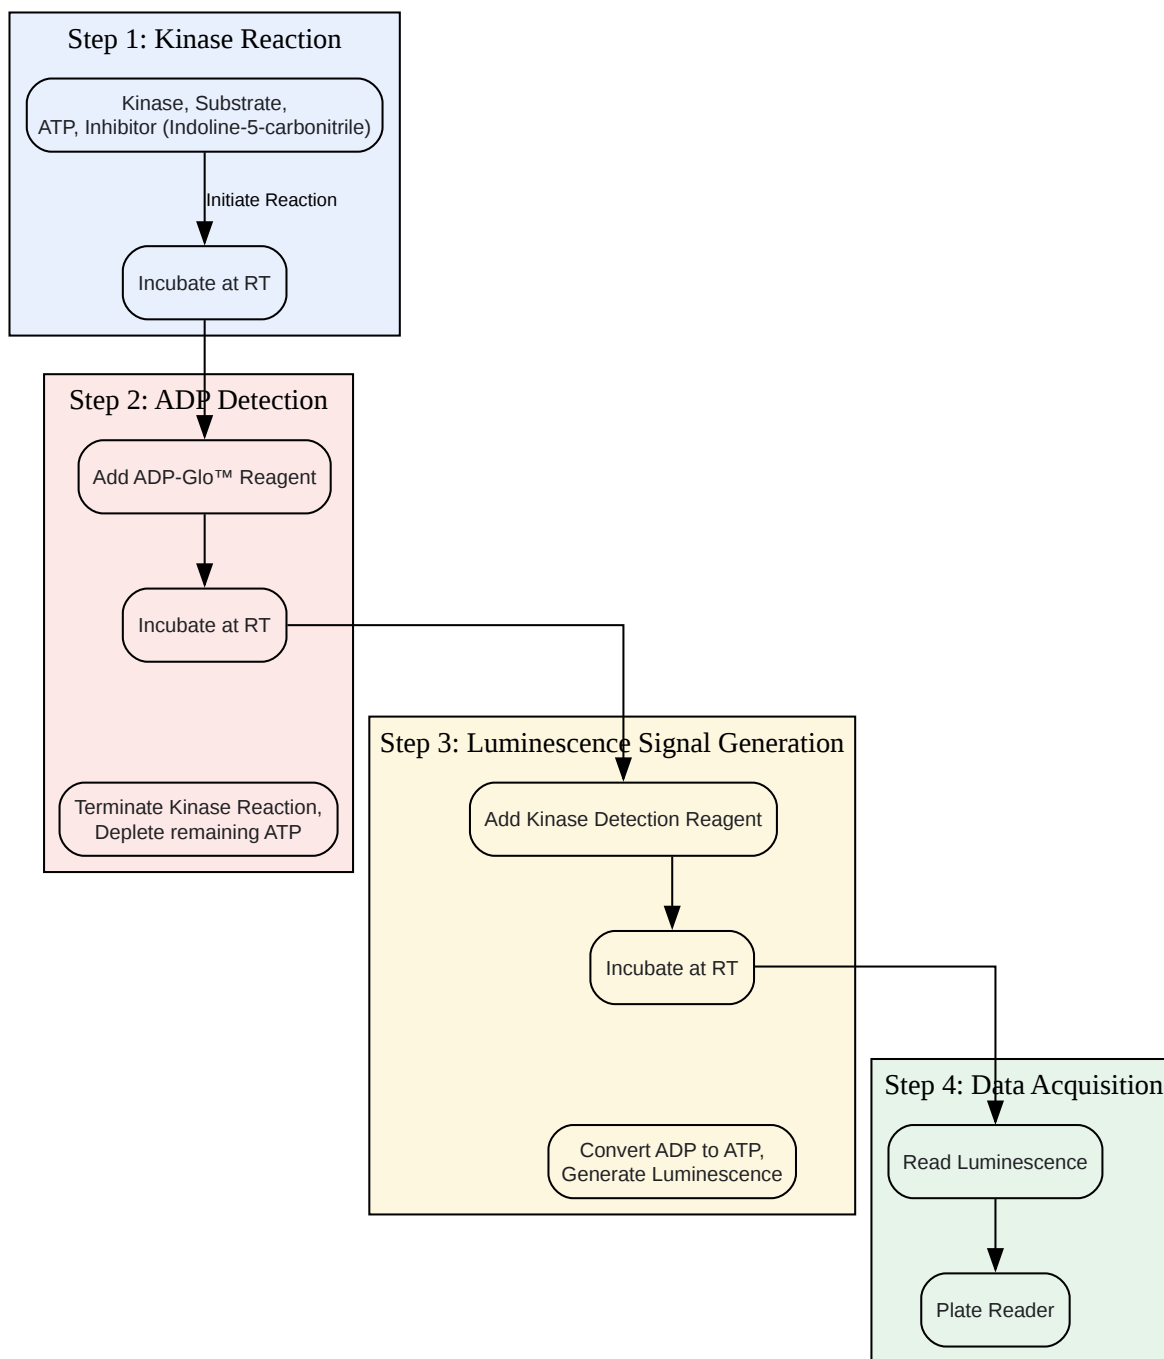 Step 1: Kinase Reaction
Kinase, Substrate,
ATP, Inhibitor (Indoline-5-carbonitrile)
Initiate Reaction
Incubate at RT
Step 2: ADP Detection
Add ADP-Glo™ Reagent
Incubate at RT
Terminate Kinase Reaction,
Deplete remaining ATP
Step 3: Luminescence Signal Generation
Add Kinase Detection Reagent
Incubate at RT
Convert ADP to ATP,
Generate Luminescence
Step 4: Data Acquisition
Read Luminescence
Plate Reader